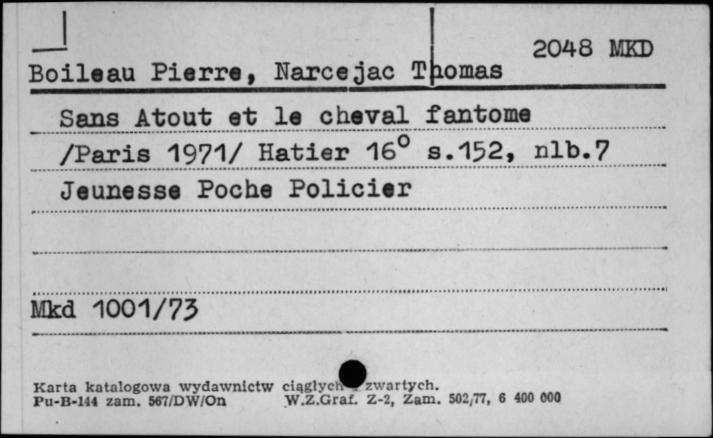 2048 MKD
Boileau Pierre, Narcejac Thomas
Sans Atout et le cheval fantome
/Paris 1971/ Hatier 16° s.152, nlb.7
Jeunesse Poche Policier
Mkd 1001/73
Karta katalogowa wydawnictw ciągłych i zwartych.
Pu-B-144 zam. 567/DW/On W.Z.Graf. Z-2, Zam. 502/77, 6 400 000